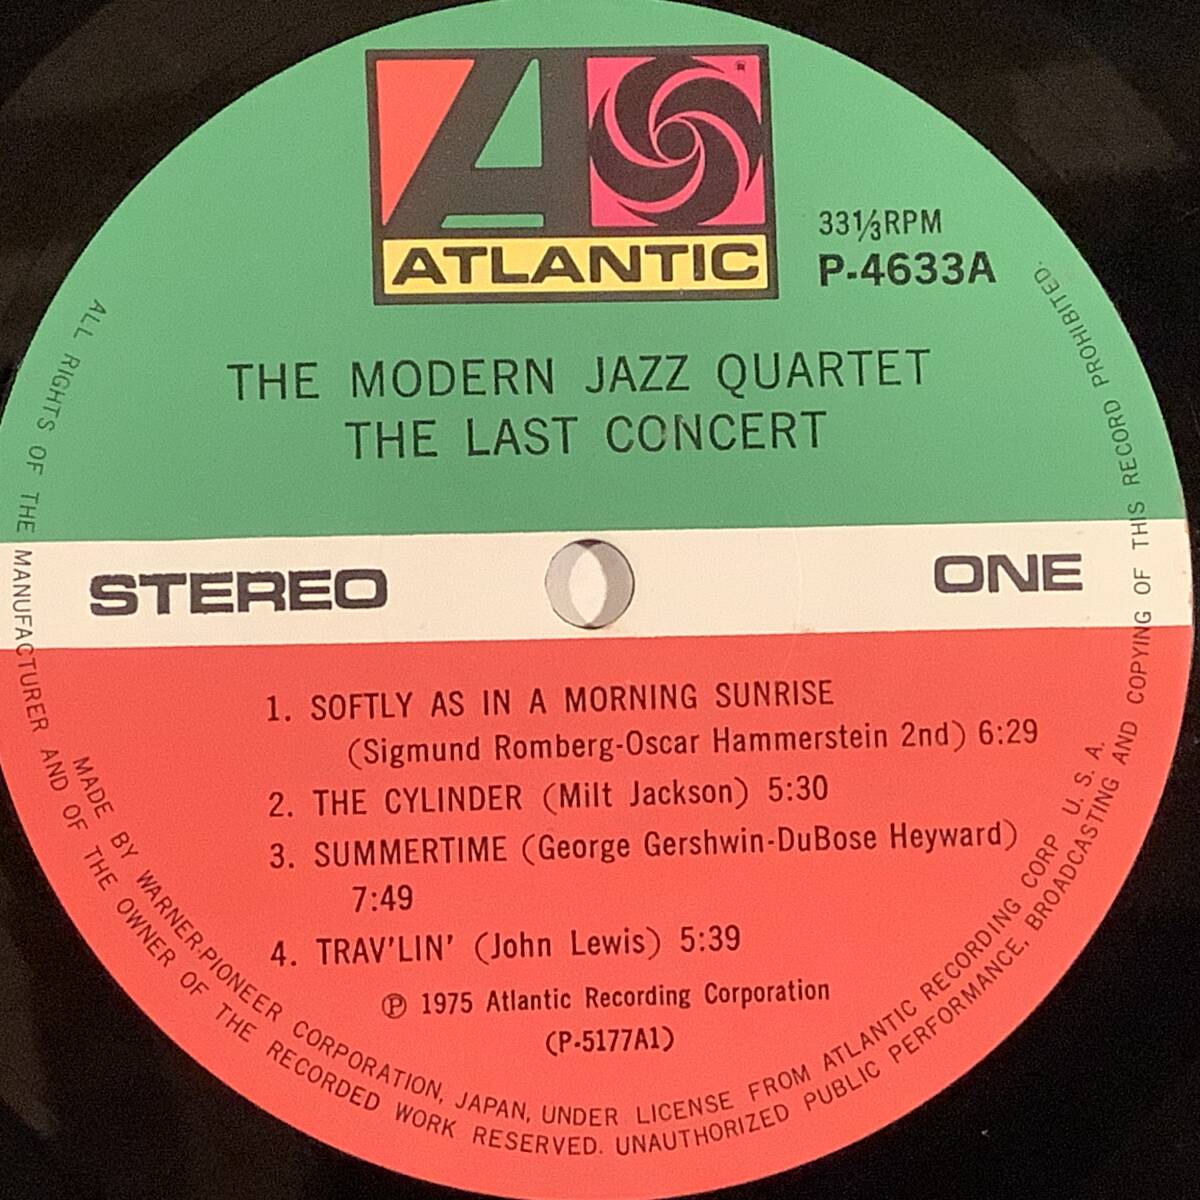 ATLANTIC
®
33⅓RPM
P-4633A
THE MODERN JAZZ QUARTET
THE LAST CONCERT
STEREO
ONE
1. SOFTLY AS IN A MORNING SUNRISE
(Sigmund Romberg-Oscar Hammerstein 2nd) 6:29
2. THE CYLINDER (Milt Jackson) 5:30
3. SUMMERTIME (George Gershwin-DuBose Heyward)
7:49
4. TRAV'LIN' (John Lewis) 5:39
℗ 1975 Atlantic Recording Corporation
(P-5177A1)
MADE BY WARNER-PIONEER CORPORATION, JAPAN, UNDER LICENSE FROM ATLANTIC RECORDING CORP U. S. A.
ALL RIGHTS OF THE MANUFACTURER AND OF THE OWNER OF THE RECORDED WORK RESERVED. UNAUTHORIZED PUBLIC PERFORMANCE, BROADCASTING AND COPYING OF THIS RECORD PROHIBITED.